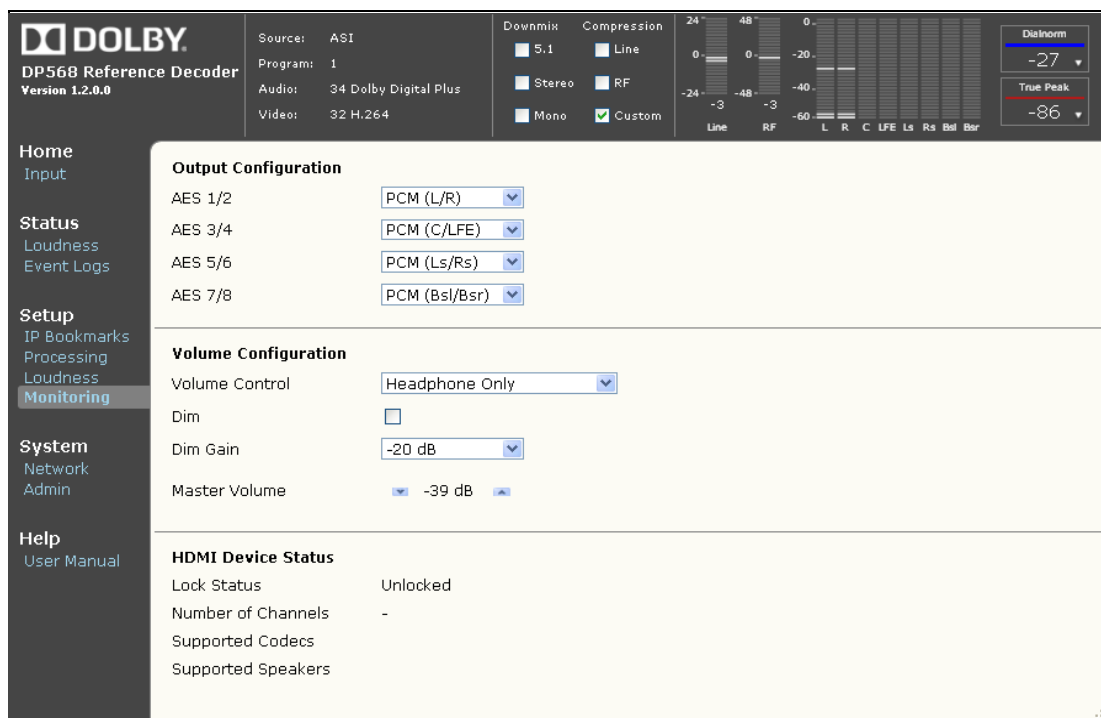 DOLBY.
DP568 Reference Decoder
Version 1.2.0.0
Source: ASI
Program: 1
Audio: 34 Dolby Digital Plus
Video: 32 H.264
Downmix Compression
5.1 Line
Stereo RF
Mono Custom
24 48 0
0 0 -20
-24 -48 -40
-3 -3 -60
Line RF L R C LFE Ls Rs Bsl Bsr
Dialnorm
-27
True Peak
-86
Home
Input
Status
Loudness
Event Logs
Setup
IP Bookmarks
Processing
Loudness
Monitoring
System
Network
Admin
Help
User Manual
Output Configuration
AES 1/2 PCM (L/R)
AES 3/4 PCM (C/LFE)
AES 5/6 PCM (Ls/Rs)
AES 7/8 PCM (Bsl/Bsr)
Volume Configuration
Volume Control Headphone Only
Dim
Dim Gain -20 dB
Master Volume -39 dB
HDMI Device Status
Lock Status Unlocked
Number of Channels -
Supported Codecs
Supported Speakers